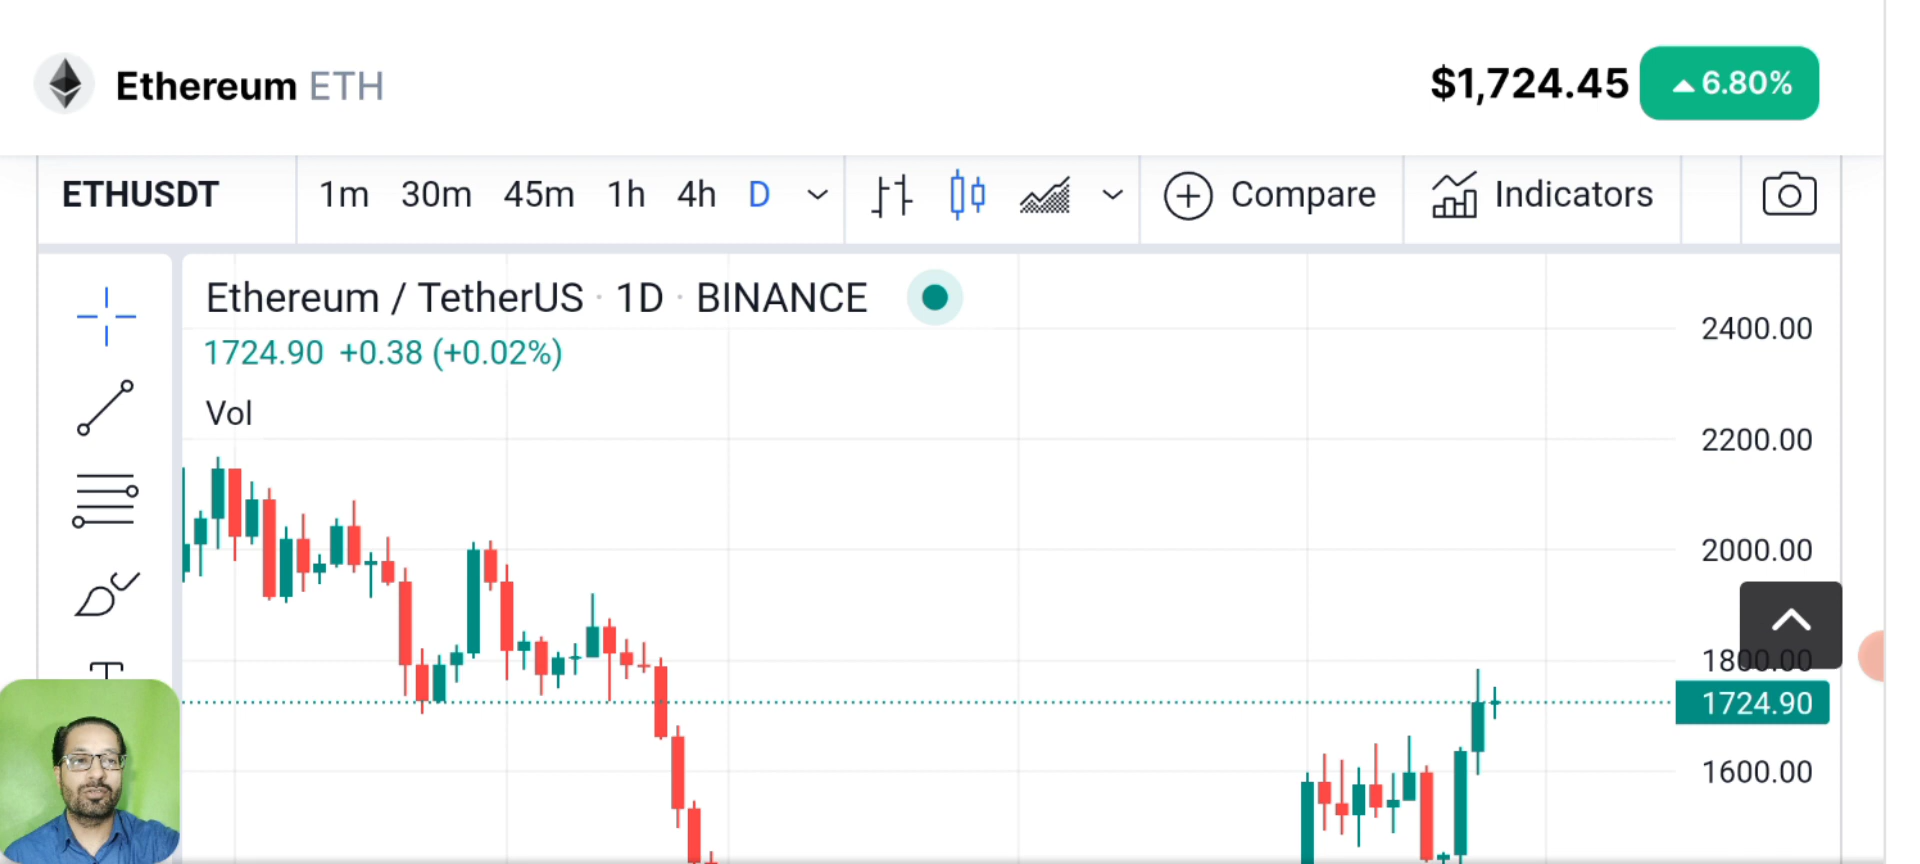 Ethereum ETH
$1,724.45 ▲ 6.80%
ETHUSDT 1m 30m 45m 1h 4h D Compare Indicators
Ethereum / TetherUS · 1D · BINANCE
1724.90 +0.38 (+0.02%)
Vol
2400.00
2200.00
2000.00
1800.00
1724.90
1600.00